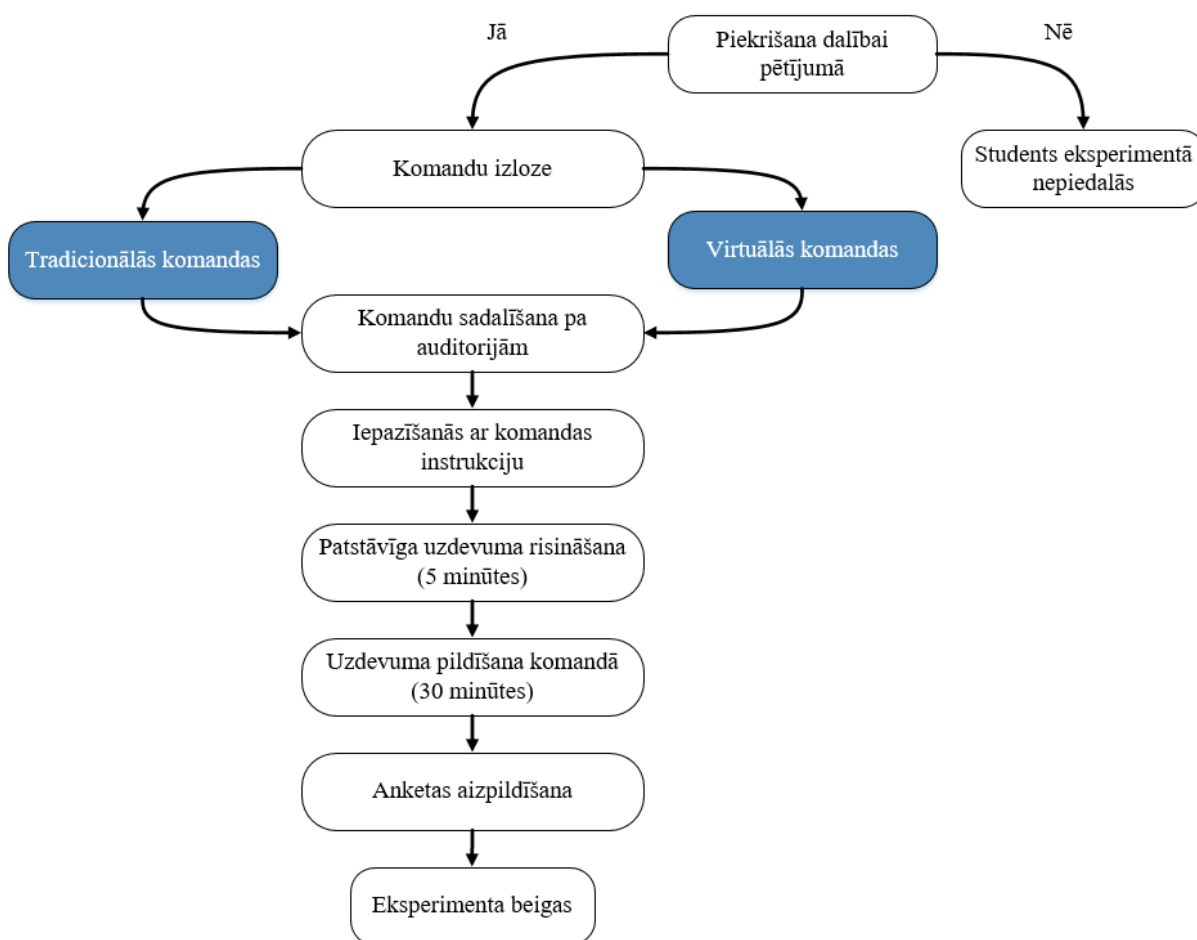 Jā
Piekrišana dalībai
pētījumā
Nē
Komandu izloze
Students eksperimentā
nepiedalās
Tradicionālās komandas
Virtuālās komandas
Komandu sadalīšana pa
auditorijām
Iepazīšanās ar komandas
instrukciju
Patstāvīga uzdevuma risināšana
(5 minūtes)
Uzdevuma pildīšana komandā
(30 minūtes)
Anketas aizpildīšana
Eksperimenta beigas